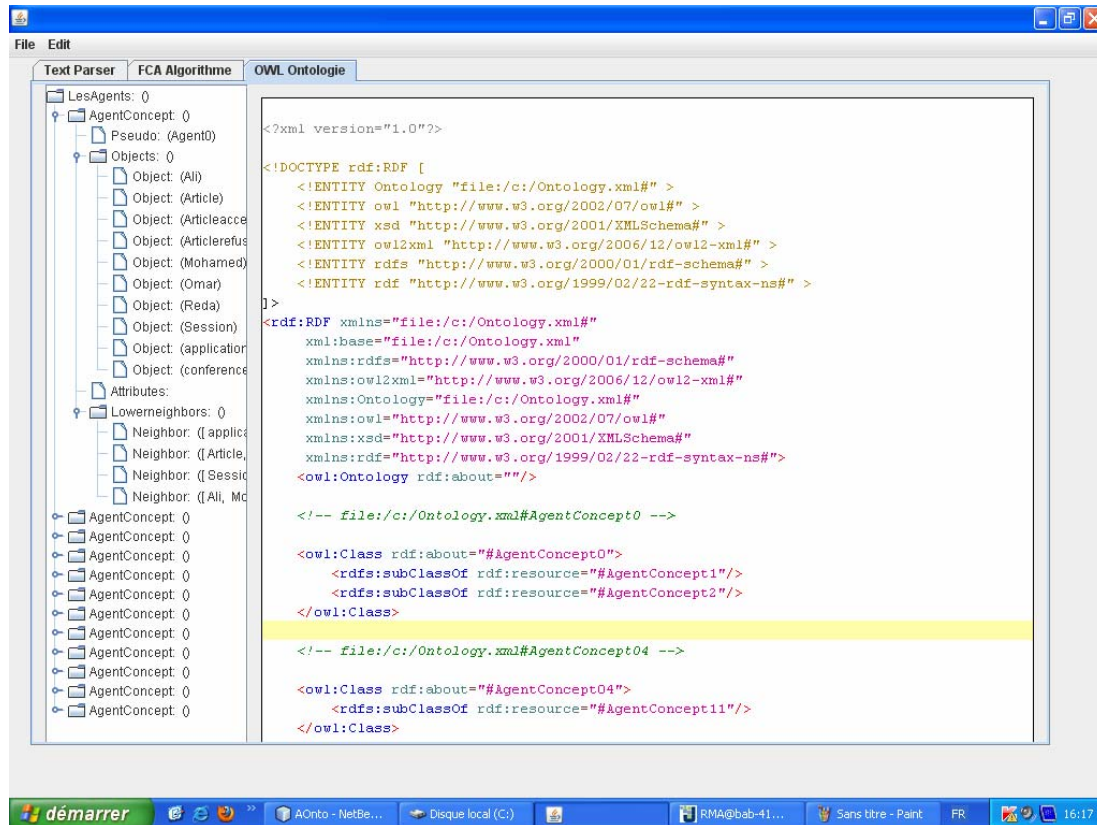 File Edit
Text Parser FCA Algorithme OWL Ontologie
LesAgents: ()
AgentConcept: ()
Pseudo: (Agent0)
Objects: ()
Object: (Ali)
Object: (Article)
Object: (Articleacce
Object: (Articlerefus
Object: (Mohamed)
Object: (Omar)
Object: (Reda)
Object: (Session)
Object: (application
Object: (conference
Attributes:
Lowerneighbors: ()
Neighbor: ([ applica
Neighbor: ([ Article,
Neighbor: ([ Sessio
Neighbor: ([ Ali, Mo
AgentConcept: ()
AgentConcept: ()
AgentConcept: ()
AgentConcept: ()
AgentConcept: ()
AgentConcept: ()
AgentConcept: ()
AgentConcept: ()
AgentConcept: ()
AgentConcept: ()
AgentConcept: ()
<?xml version="1.0"?>
<!DOCTYPE rdf:RDF [
<!ENTITY Ontology "file:/c:/Ontology.xml#" >
<!ENTITY owl "http://www.w3.org/2002/07/owl#" >
<!ENTITY xsd "http://www.w3.org/2001/XMLSchema#" >
<!ENTITY owl2xml "http://www.w3.org/2006/12/owl2-xml#" >
<!ENTITY rdfs "http://www.w3.org/2000/01/rdf-schema#" >
<!ENTITY rdf "http://www.w3.org/1999/02/22-rdf-syntax-ns#" >
]>
<rdf:RDF xmlns="file:/c:/Ontology.xml#"
xml:base="file:/c:/Ontology.xml"
xmlns:rdfs="http://www.w3.org/2000/01/rdf-schema#"
xmlns:owl2xml="http://www.w3.org/2006/12/owl2-xml#"
xmlns:Ontology="file:/c:/Ontology.xml#"
xmlns:owl="http://www.w3.org/2002/07/owl#"
xmlns:xsd="http://www.w3.org/2001/XMLSchema#"
xmlns:rdf="http://www.w3.org/1999/02/22-rdf-syntax-ns#">
<owl:Ontology rdf:about=""/>
<!-- file:/c:/Ontology.xml#AgentConcept0 -->
<owl:Class rdf:about="#AgentConcept0">
<rdfs:subClassOf rdf:resource="#AgentConcept1"/>
<rdfs:subClassOf rdf:resource="#AgentConcept2"/>
</owl:Class>
<!-- file:/c:/Ontology.xml#AgentConcept04 -->
<owl:Class rdf:about="#AgentConcept04">
<rdfs:subClassOf rdf:resource="#AgentConcept11"/>
</owl:Class>
démarrer AOnto - NetBe... Disque local (C:) RMA@bab-41... Sans titre - Paint FR 16:17